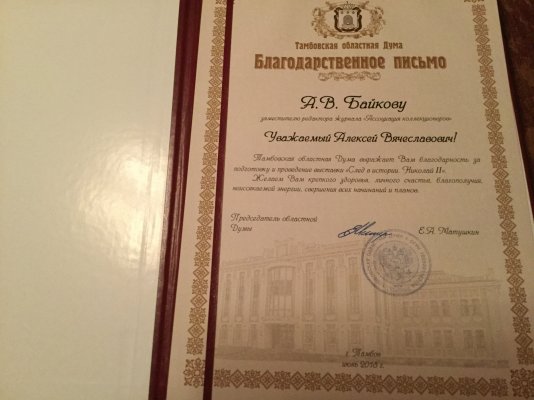 Тамбовская областная Дума
Благодарственное письмо
А.В. Байкову
заместителю редактора журнала «Ассоциация коллекционеров»
Уважаемый Алексей Вячеславович!
Тамбовская областная Дума выражает Вам благодарность за
подготовку и проведение выставки «След в истории. Николай II».
Желаем Вам крепкого здоровья, личного счастья, благополучия,
неиссякаемой энергии, свершения всех начинаний и планов.
Председатель областной
Думы
Е.А. Матушкин
г. Тамбов
июль 2018 г.